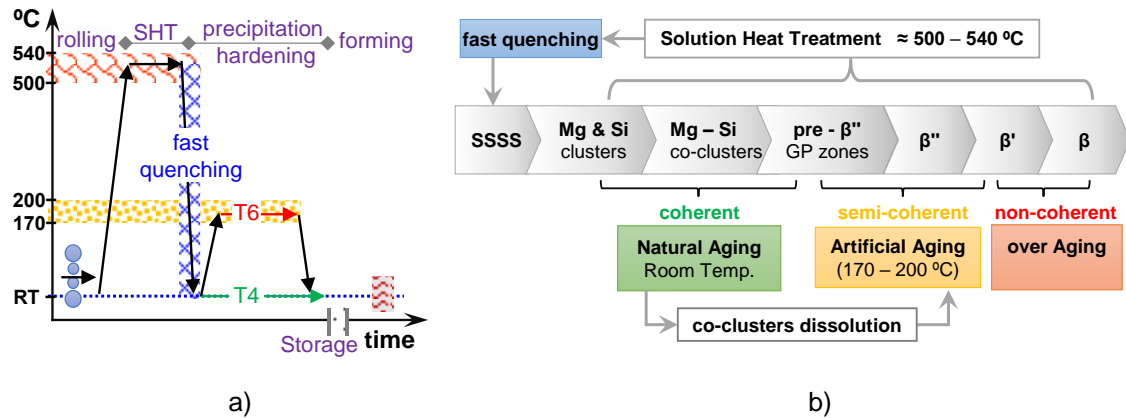 ºC
rolling
SHT
precipitation
hardening
forming
540
500
fast
quenching
200
170
T6
RT
T4
Storage
time
a)
fast quenching
Solution Heat Treatment ≈ 500 – 540 ºC
SSSS
Mg & Si
clusters
Mg – Si
co-clusters
pre - β"
GP zones
β"
β'
β
coherent
semi-coherent
non-coherent
Natural Aging
Room Temp.
Artificial Aging
(170 – 200 ºC)
over Aging
co-clusters dissolution
b)